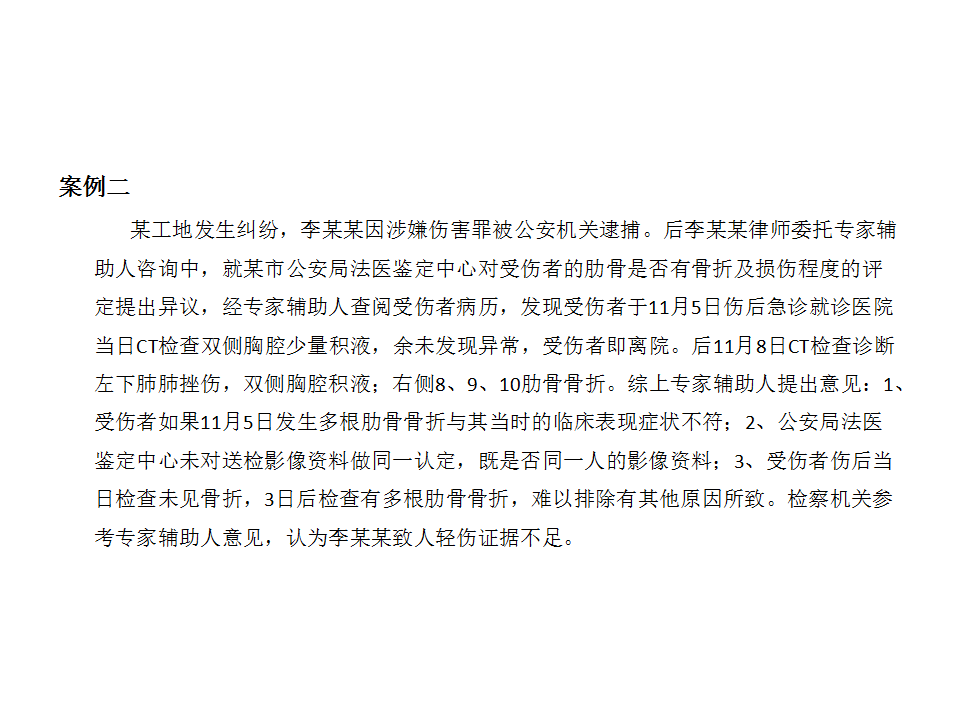 案例二
某工地发生纠纷，李某某因涉嫌伤害罪被公安机关逮捕。后李某某律师委托专家辅
助人咨询中，就某市公安局法医鉴定中心对受伤者的肋骨是否有骨折及损伤程度的评
定提出异议，经专家辅助人查阅受伤者病历，发现受伤者于11月5日伤后急诊就诊医院
当日CT检查双侧胸腔少量积液，余未发现异常，受伤者即离院。后11月8日CT检查诊断
左下肺肺挫伤，双侧胸腔积液；右侧8、9、10肋骨骨折。综上专家辅助人提出意见：1、
受伤者如果11月5日发生多根肋骨骨折与其当时的临床表现症状不符；2、公安局法医
鉴定中心未对送检影像资料做同一认定，既是否同一人的影像资料；3、受伤者伤后当
日检查未见骨折，3日后检查有多根肋骨骨折，难以排除有其他原因所致。检察机关参
考专家辅助人意见，认为李某某致人轻伤证据不足。